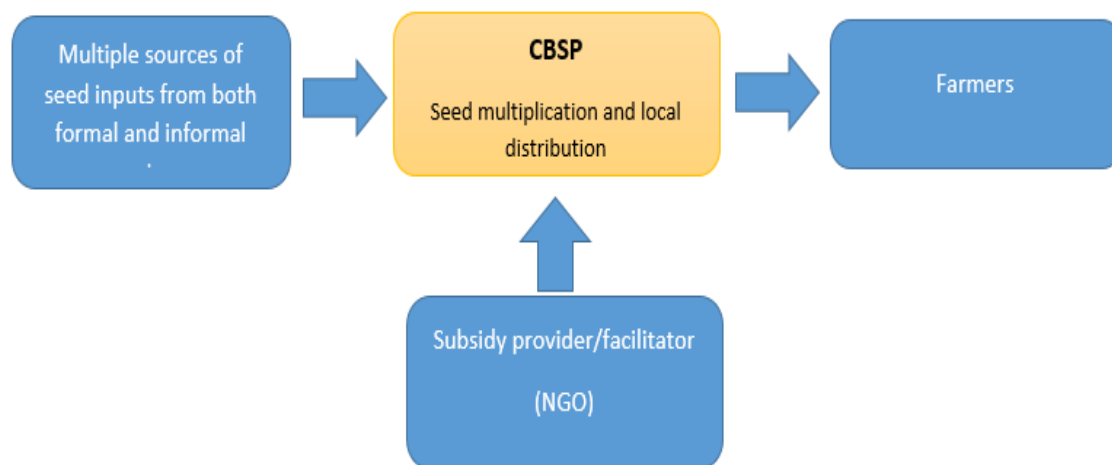 Multiple sources of
seed inputs from both
formal and informal
.
CBSP
Seed multiplication and local
distribution
Farmers
Subsidy provider/facilitator
(NGO)